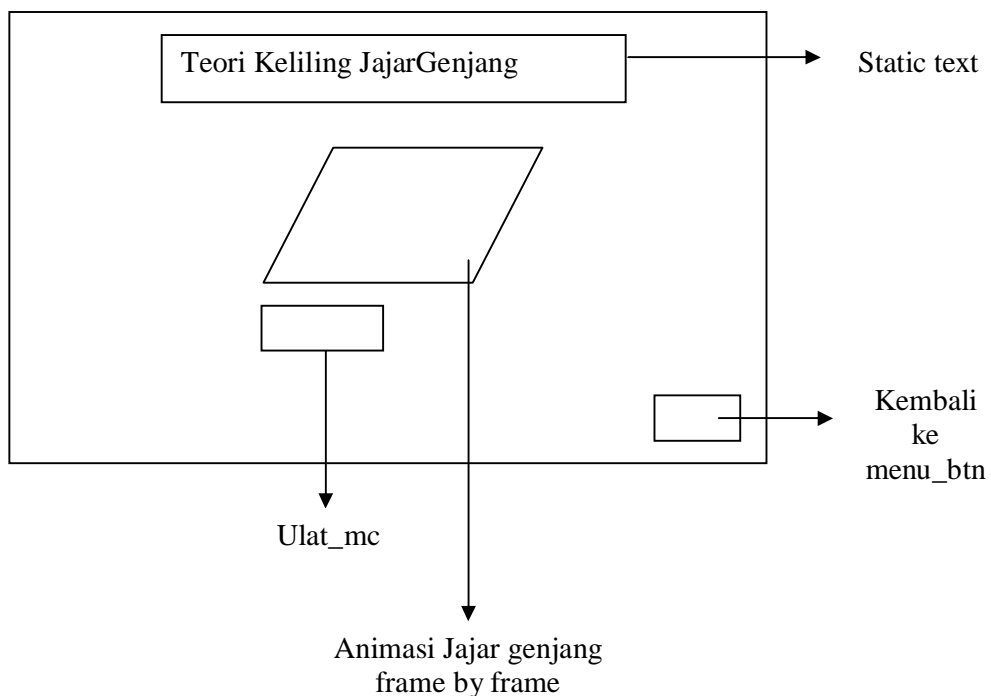 Teori Keliling JajarGenjang
Static text
Kembali
ke
menu_btn
Ulat_mc
Animasi Jajar genjang
frame by frame